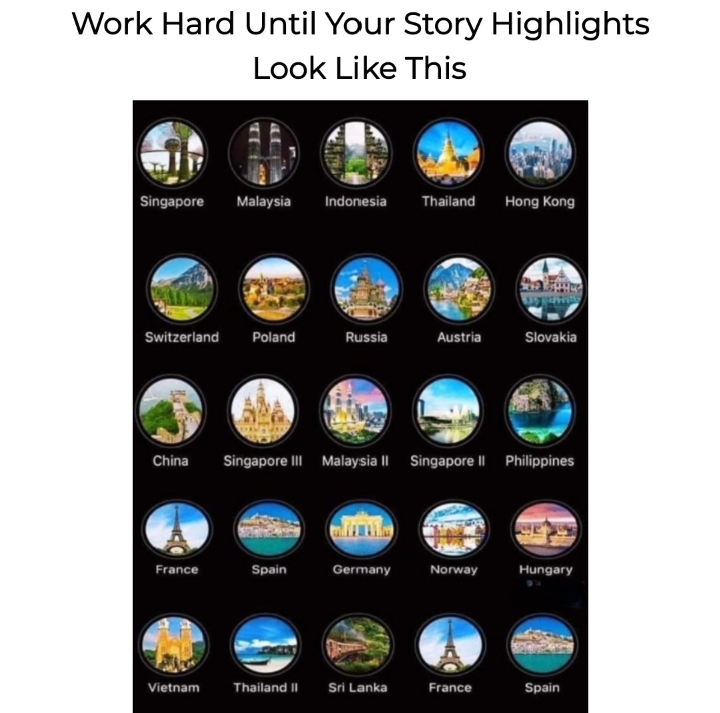 Work Hard Until Your Story Highlights
Look Like This
Singapore Malaysia Indonesia Thailand Hong Kong
Switzerland Poland Russia Austria Slovakia
China Singapore III Malaysia II Singapore II Philippines
France Spain Germany Norway Hungary
Vietnam Thailand II Sri Lanka France Spain